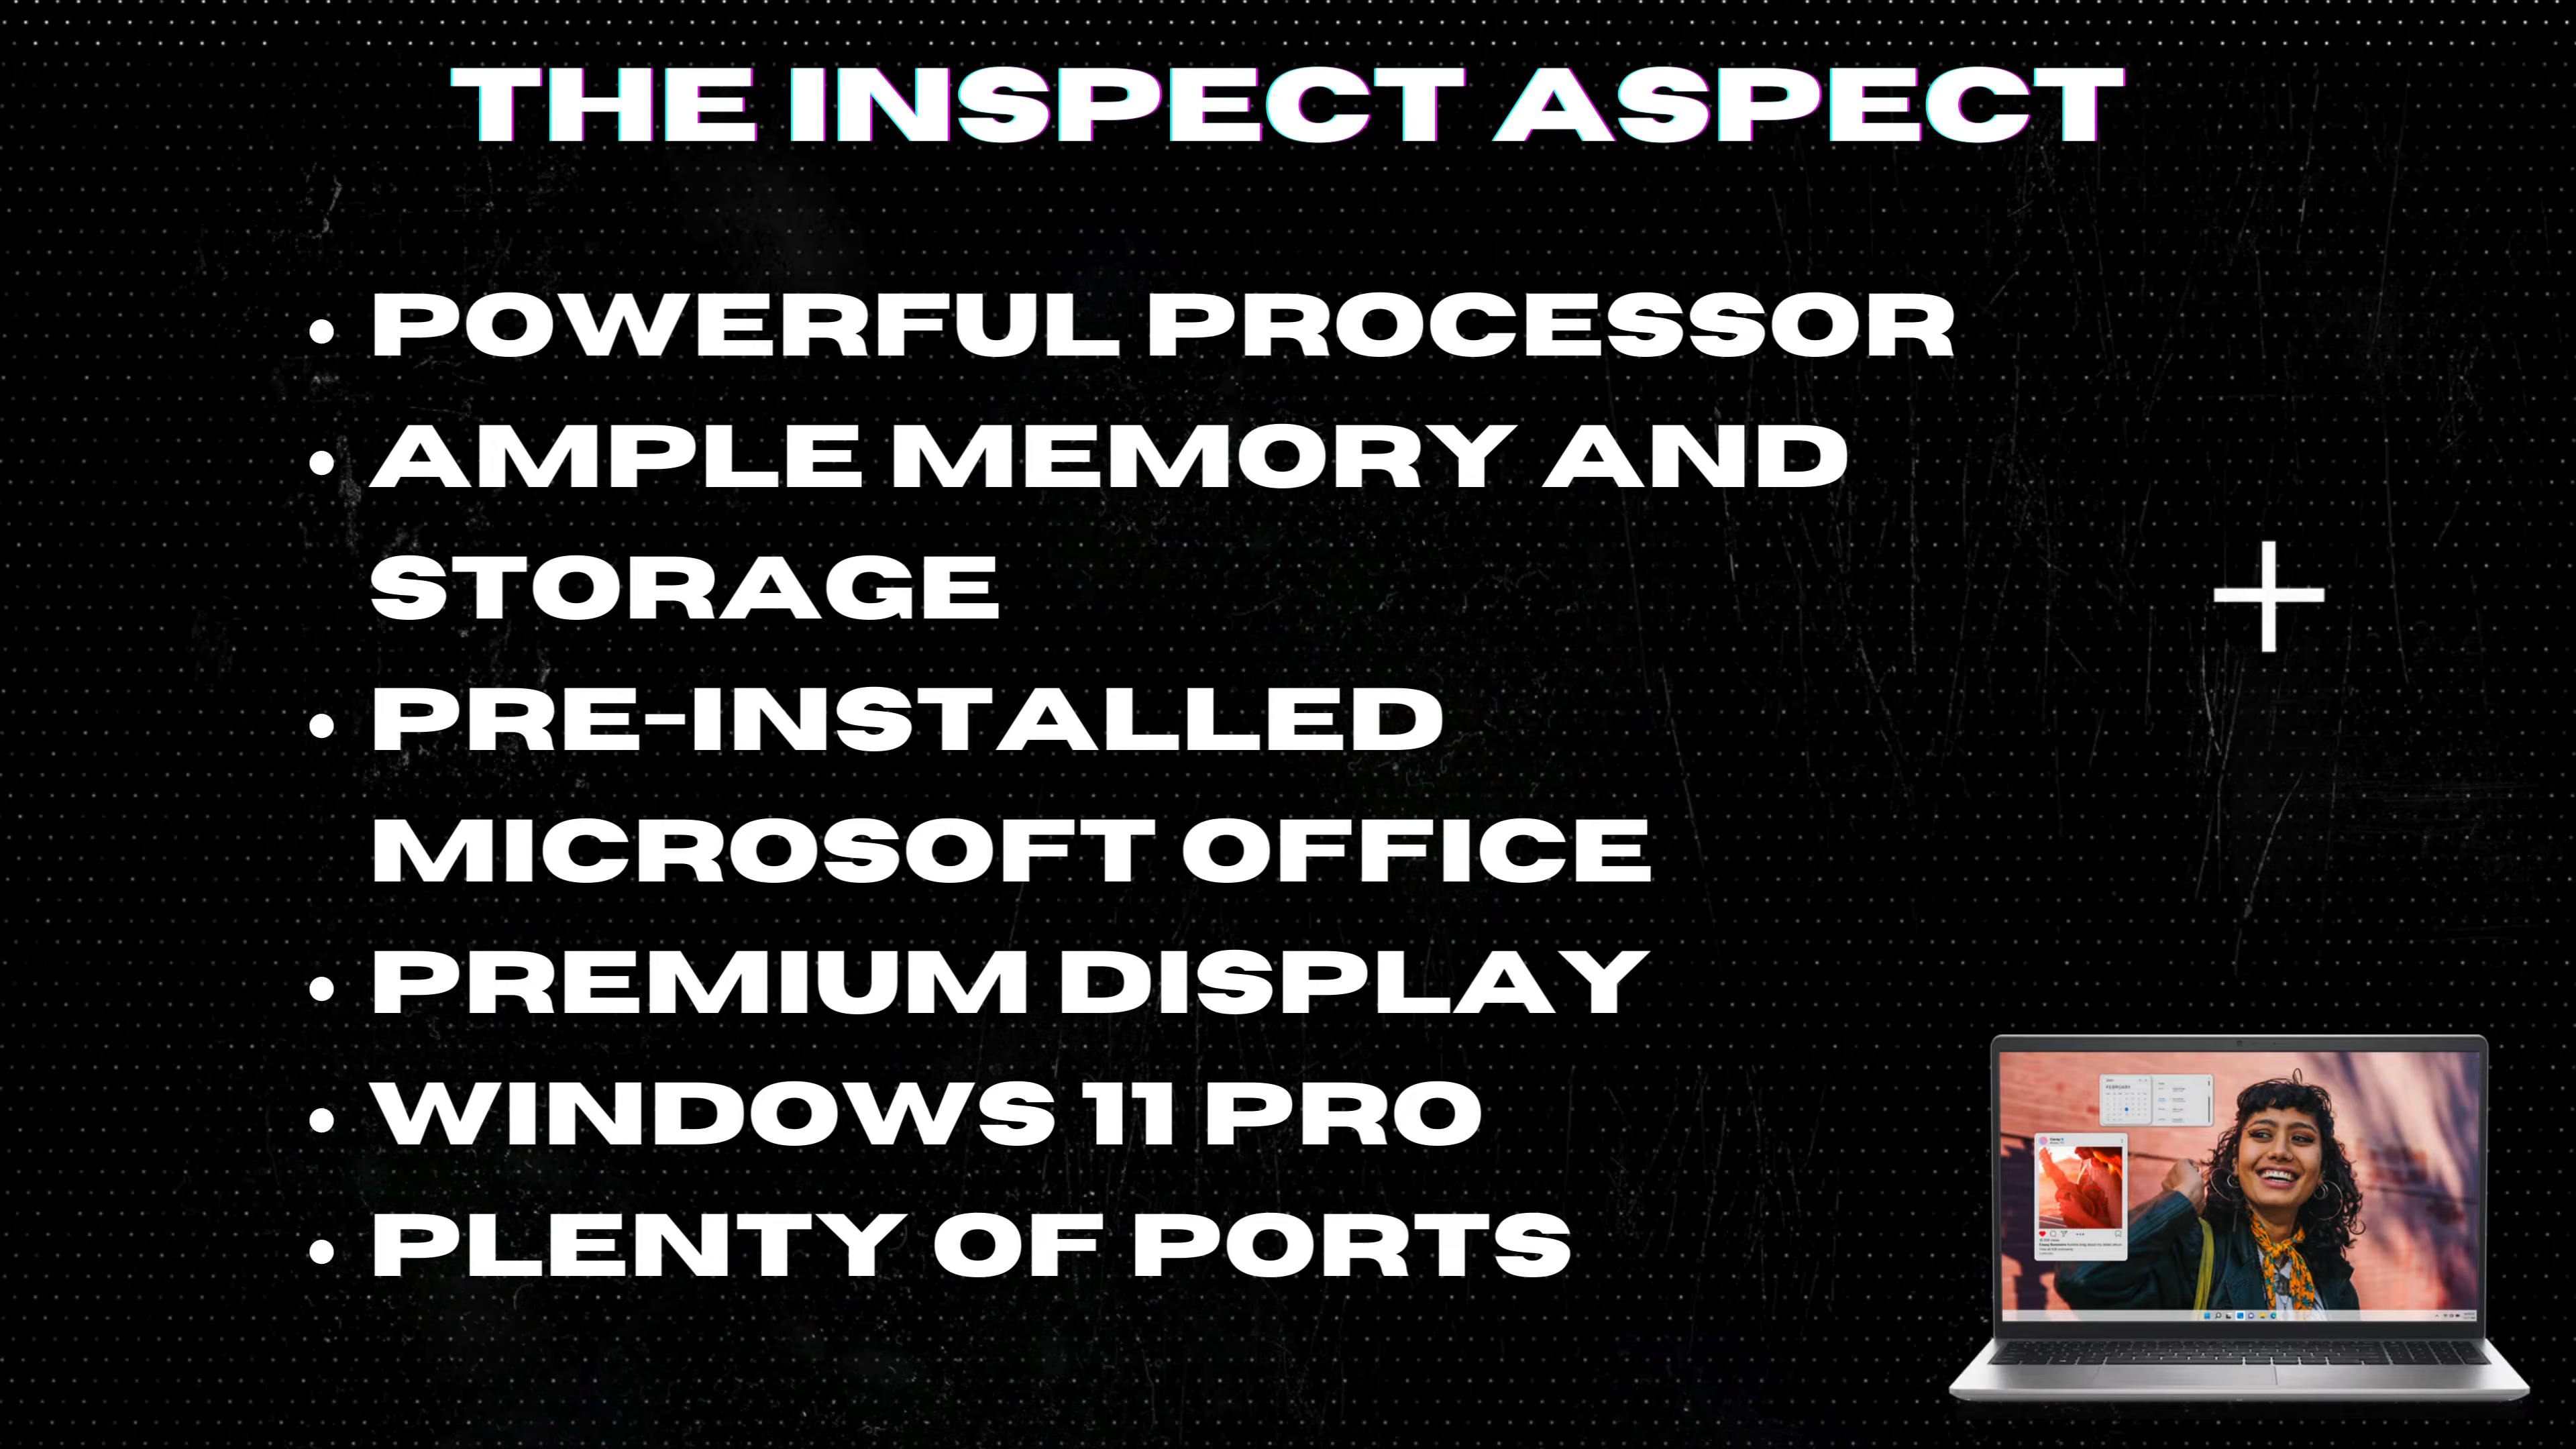 THE INSPECT ASPECT
• POWERFUL PROCESSOR
• AMPLE MEMORY AND
STORAGE
• PRE-INSTALLED
MICROSOFT OFFICE
• PREMIUM DISPLAY
• WINDOWS 11 PRO
• PLENTY OF PORTS
+
FEBRUARY